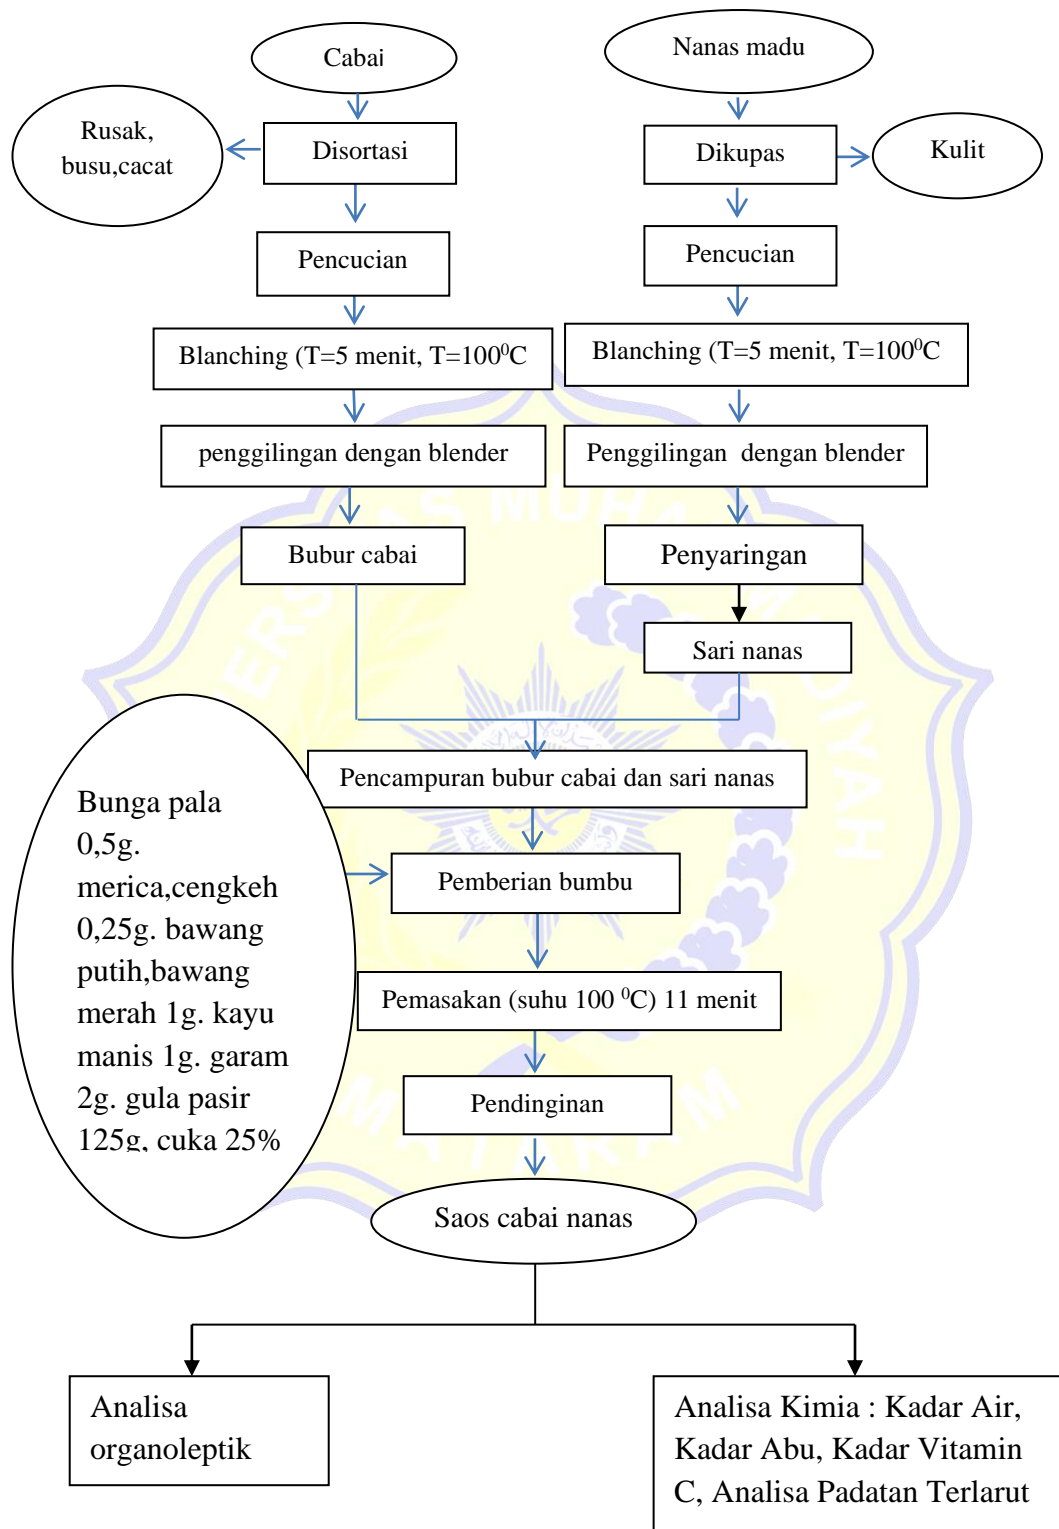 Cabai
Nanas madu
Rusak,
busu,cacat
Disortasi
Dikupas
Kulit
Pencucian
Pencucian
Blanching (T=5 menit, T=100⁰C
Blanching (T=5 menit, T=100⁰C
penggilingan dengan blender
Penggilingan dengan blender
Bubur cabai
Penyaringan
Sari nanas
Pencampuran bubur cabai dan sari nanas
Bunga pala
0,5g.
merica,cengkeh
0,25g. bawang
putih,bawang
merah 1g. kayu
manis 1g. garam
2g. gula pasir
125g, cuka 25%
Pemberian bumbu
Pemasakan (suhu 100 ⁰C) 11 menit
Pendinginan
Saos cabai nanas
Analisa
organoleptik
Analisa Kimia : Kadar Air,
Kadar Abu, Kadar Vitamin
C, Analisa Padatan Terlarut
MATARAM